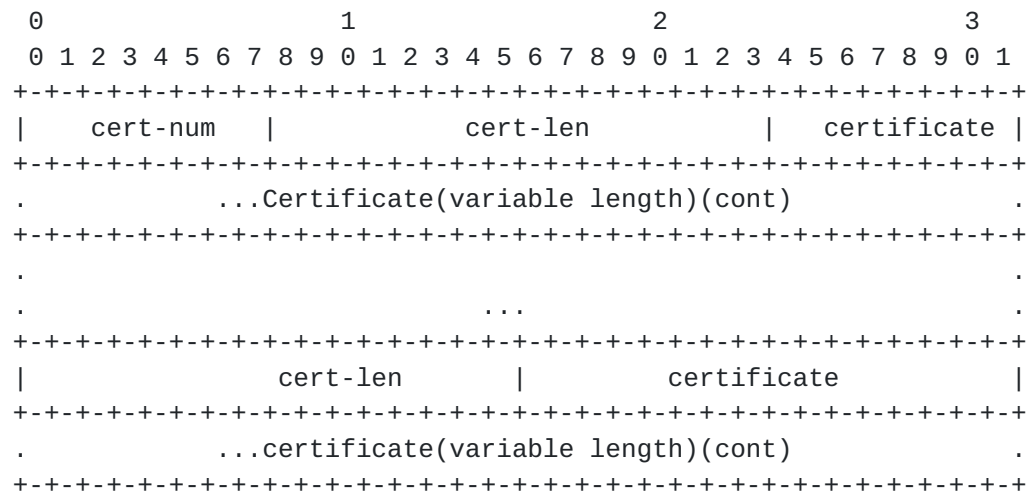 0                   1                   2                   3
 0 1 2 3 4 5 6 7 8 9 0 1 2 3 4 5 6 7 8 9 0 1 2 3 4 5 6 7 8 9 0 1
+-+-+-+-+-+-+-+-+-+-+-+-+-+-+-+-+-+-+-+-+-+-+-+-+-+-+-+-+-+-+-+-+
|    cert-num   |            cert-len           |   certificate |
+-+-+-+-+-+-+-+-+-+-+-+-+-+-+-+-+-+-+-+-+-+-+-+-+-+-+-+-+-+-+-+-+
.            ...Certificate(variable length)(cont)              .
+-+-+-+-+-+-+-+-+-+-+-+-+-+-+-+-+-+-+-+-+-+-+-+-+-+-+-+-+-+-+-+-+
.                                                               .
.                             ...                               .
+-+-+-+-+-+-+-+-+-+-+-+-+-+-+-+-+-+-+-+-+-+-+-+-+-+-+-+-+-+-+-+-+
|                cert-len       |         certificate           |
+-+-+-+-+-+-+-+-+-+-+-+-+-+-+-+-+-+-+-+-+-+-+-+-+-+-+-+-+-+-+-+-+
.            ...certificate(variable length)(cont)              .
+-+-+-+-+-+-+-+-+-+-+-+-+-+-+-+-+-+-+-+-+-+-+-+-+-+-+-+-+-+-+-+-+